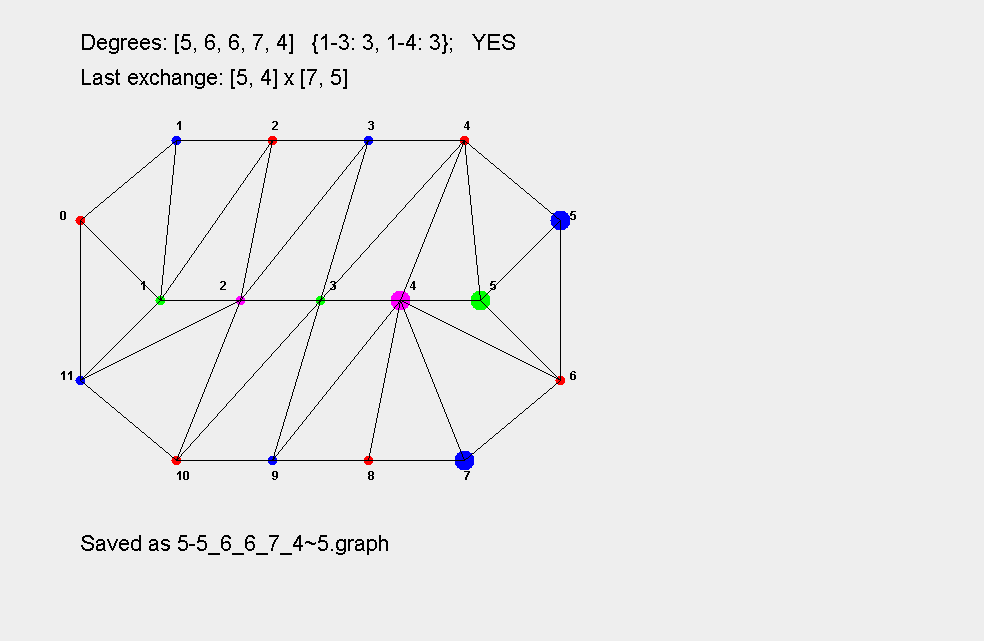 Degrees: [5, 6, 6, 7, 4] {1-3: 3, 1-4: 3}; YES
Last exchange: [5, 4] x [7, 5]
1 2 3 4
0 5
1 2 3 4 5
11 6
10 9 8 7
Saved as 5-5_6_6_7_4~5.graph